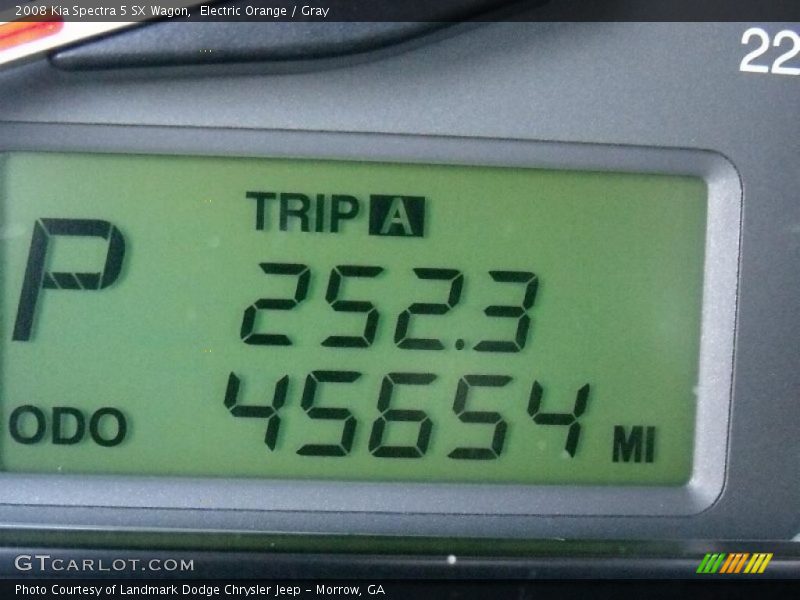 2008 Kia Spectra 5 SX Wagon, Electric Orange / Gray
22
TRIP A
P
252.3
45654
ODO
MI
GTCARLOT.COM
Photo Courtesy of Landmark Dodge Chrysler Jeep - Morrow, GA